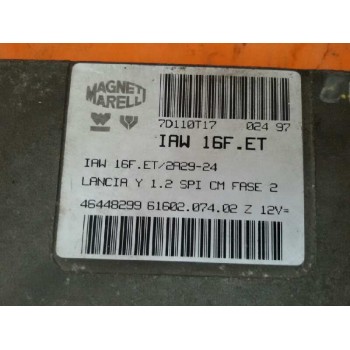 MAGNETI
MARELLI
7D110T17 024 97
IAW 16F.ET
IAW 16F.ET/2A29-24
LANCIA Y 1.2 SPI CM FASE 2
46448299 61602.074.02 Z 12V=